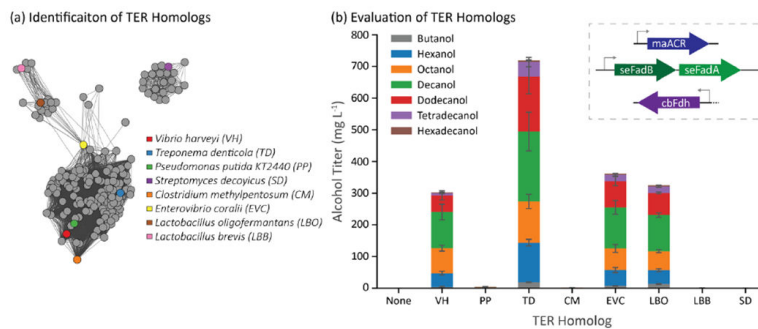 (a) Identificaiton of TER Homologs
Vibrio harveyi (VH)
Treponema denticola (TD)
Pseudomonas putida KT2440 (PP)
Streptomyces decoyicus (SD)
Clostridium methylpentosum (CM)
Enterovibrio coralii (EVC)
Lactobacillus oligofermantans (LBO)
Lactobacillus brevis (LBB)
(b) Evaluation of TER Homologs
Alcohol Titer (mg L-1)
800
700
600
500
400
300
200
100
0
Butanol
Hexanol
Octanol
Decanol
Dodecanol
Tetradecanol
Hexadecanol
maACR
seFadB seFadA
cbFdh
None VH PP TD CM EVC LBO LBB SD
TER Homolog